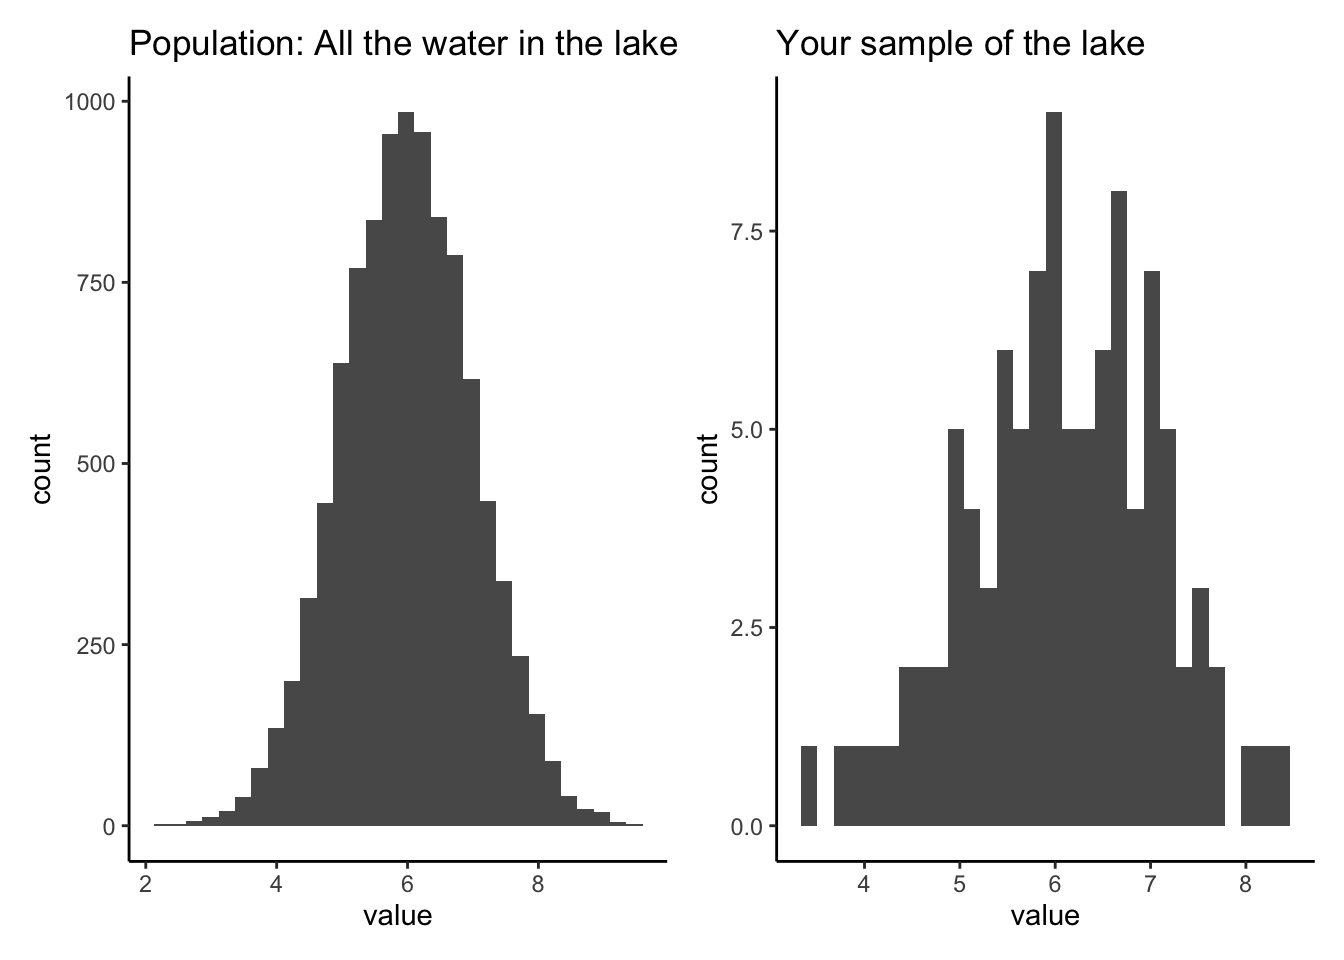 Population: All the water in the lake
1000
750
500
250
0
count
2 4 6 8
value
Your sample of the lake
7.5
5.0
2.5
0.0
count
4 5 6 7 8
value